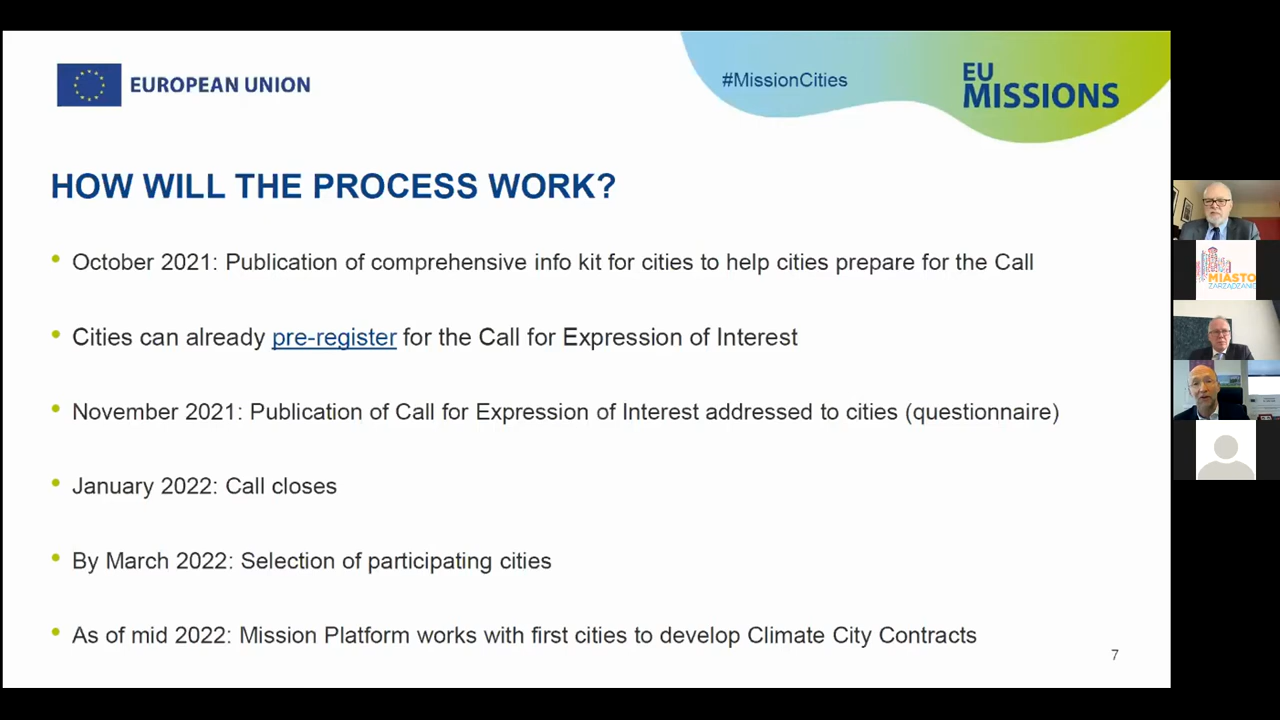 EUROPEAN UNION
#MissionCities
EU
MISSIONS
HOW WILL THE PROCESS WORK?
• October 2021: Publication of comprehensive info kit for cities to help cities prepare for the Call
• Cities can already pre-register for the Call for Expression of Interest
• November 2021: Publication of Call for Expression of Interest addressed to cities (questionnaire)
• January 2022: Call closes
• By March 2022: Selection of participating cities
• As of mid 2022: Mission Platform works with first cities to develop Climate City Contracts
7
MIASTO